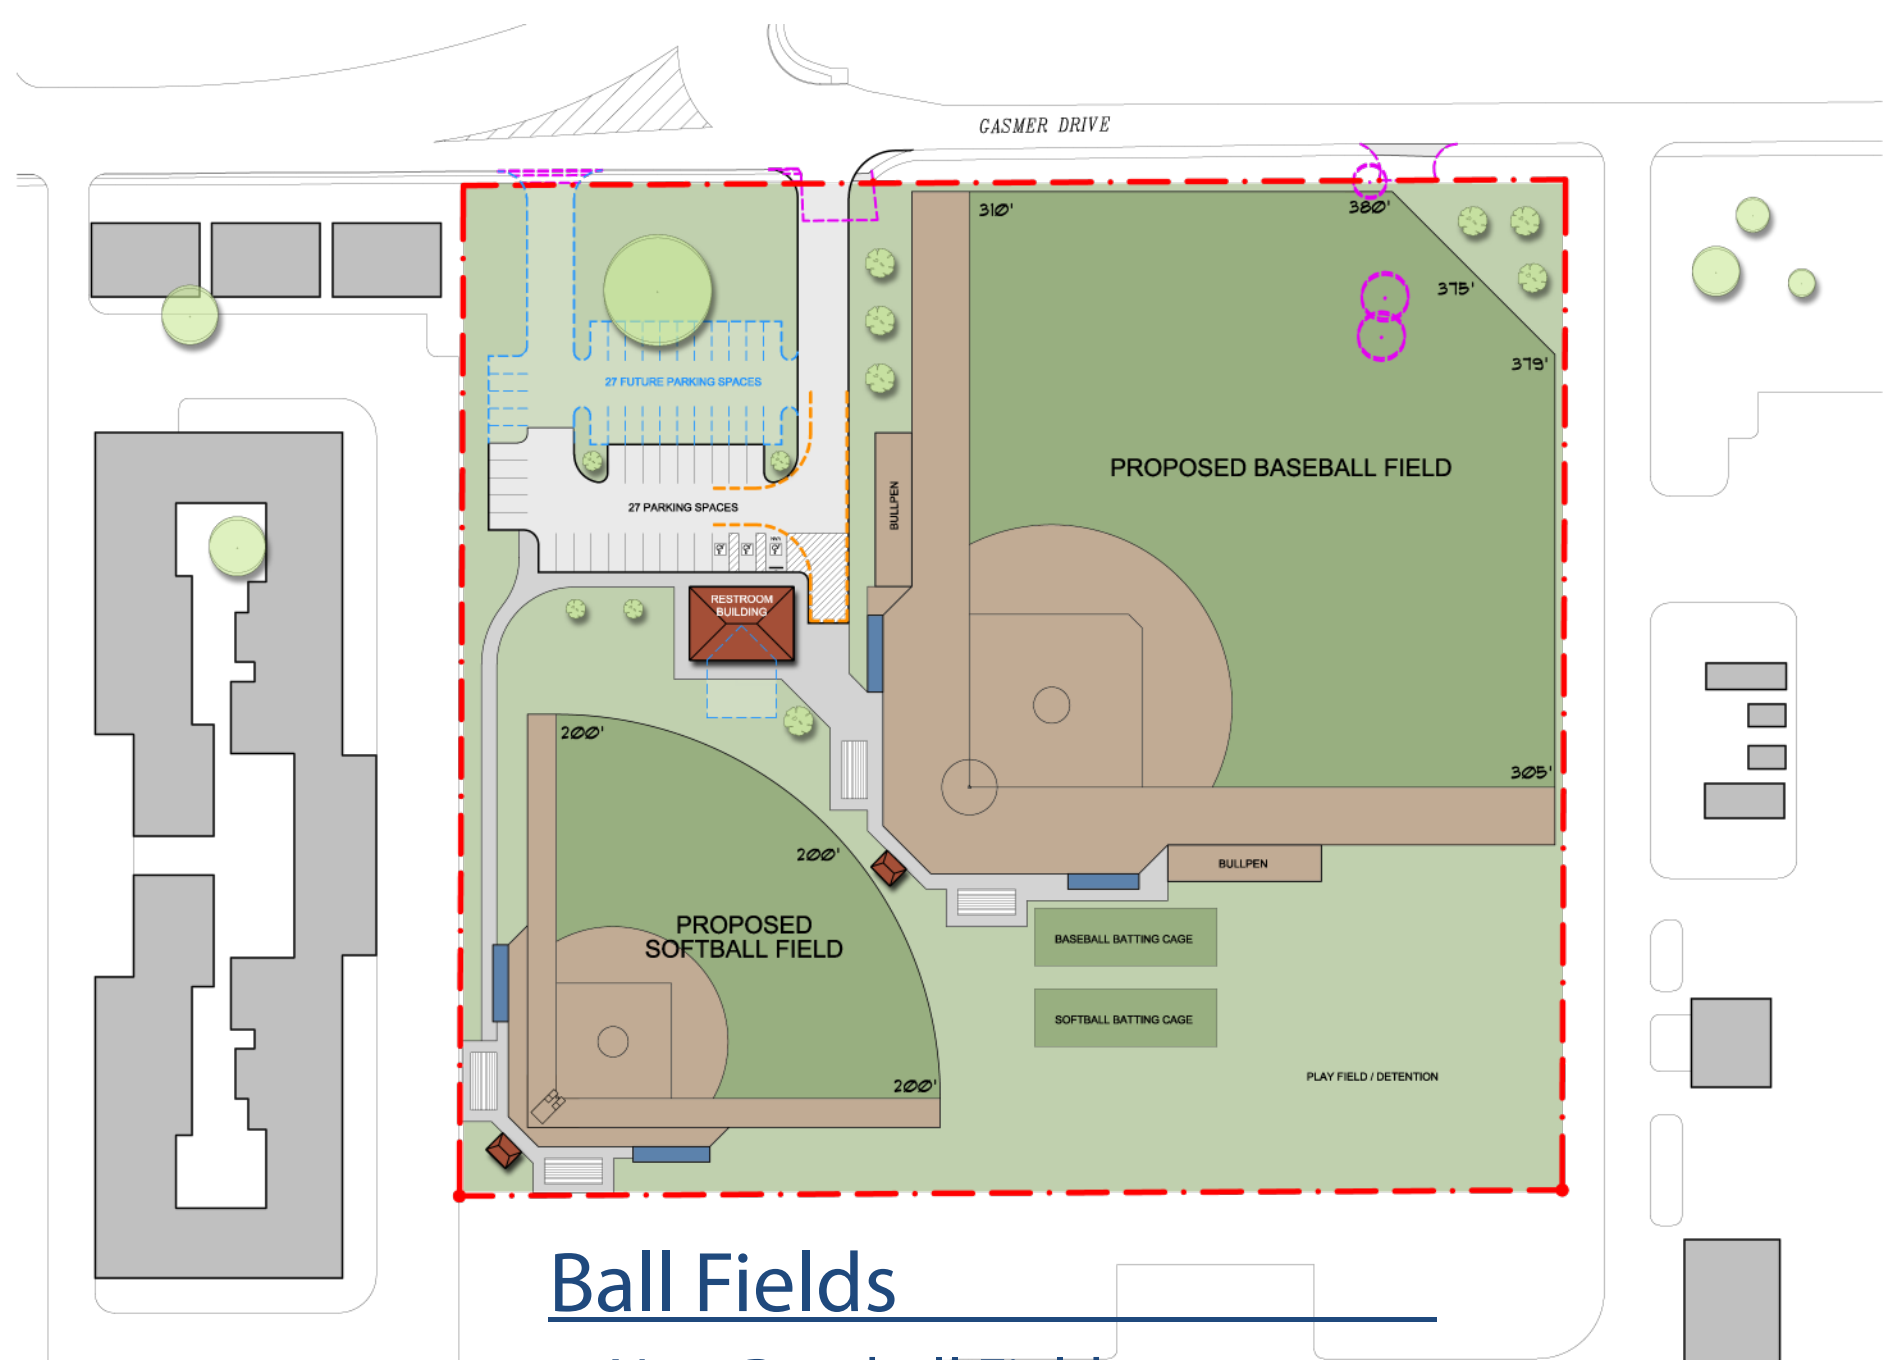 GASMER DRIVE
310'
380'
375'
379'
27 FUTURE PARKING SPACES
PROPOSED BASEBALL FIELD
27 PARKING SPACES
BULLPEN
RESTROOM
BUILDING
200'
305'
200'
BULLPEN
PROPOSED
SOFTBALL FIELD
BASEBALL BATTING CAGE
SOFTBALL BATTING CAGE
PLAY FIELD / DETENTION
200'
Ball Fields